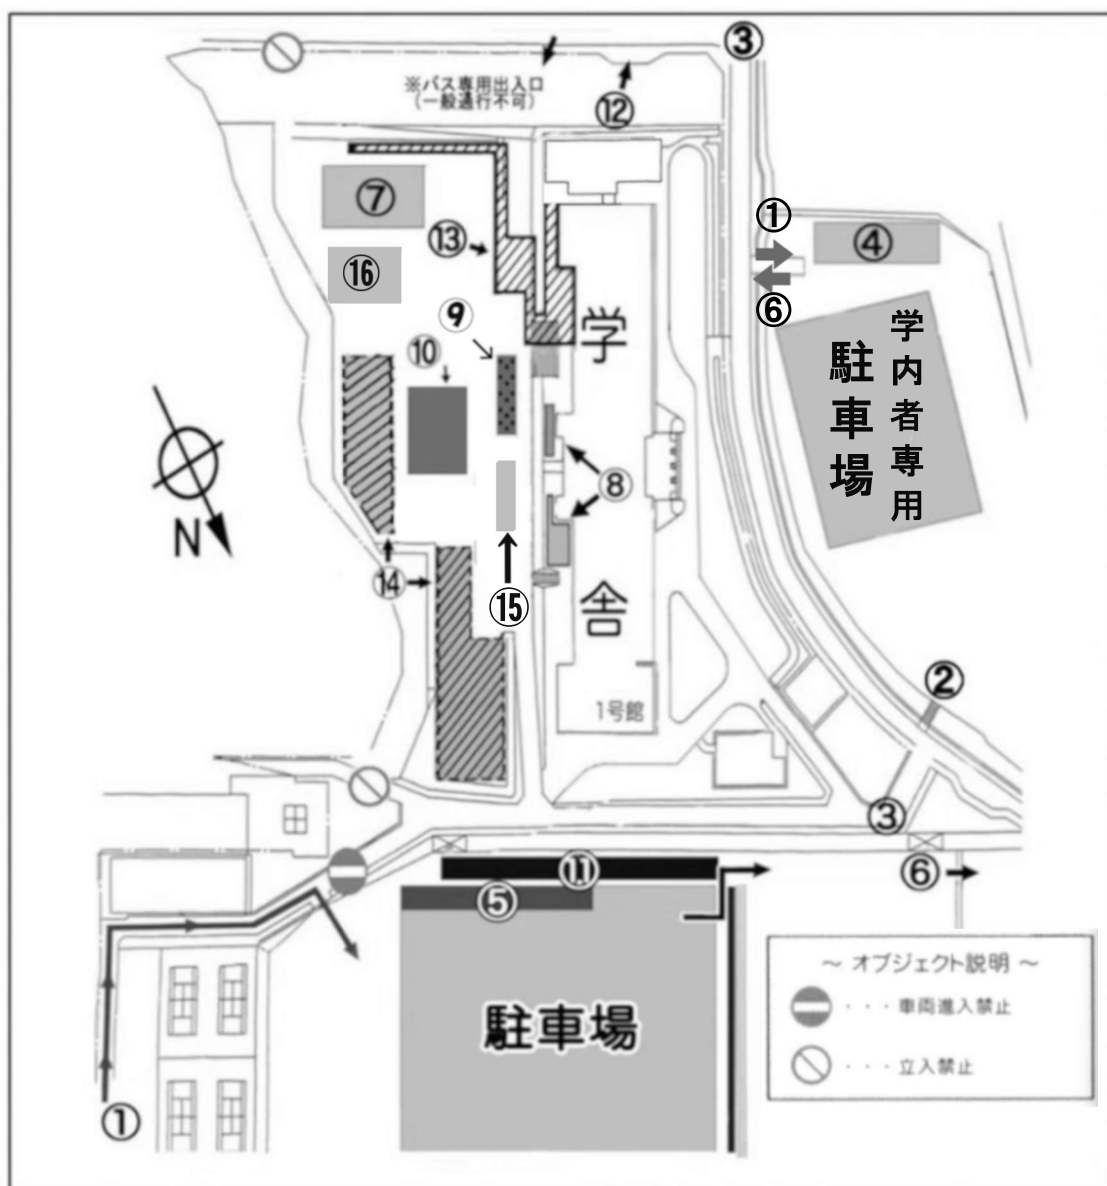 ③
※バス専用出入口
(一般通行不可)
⑫
⑦
①
⑬
④
⑯
⑨
⑥
学
⑩
学内者専用
駐車場
⑧
N
⑭
⑮
舎
②
1号館
③
⑪
⑥
⑤
～ オブジェクト説明 ～
・・・車両進入禁止
駐車場
・・・立入禁止
①